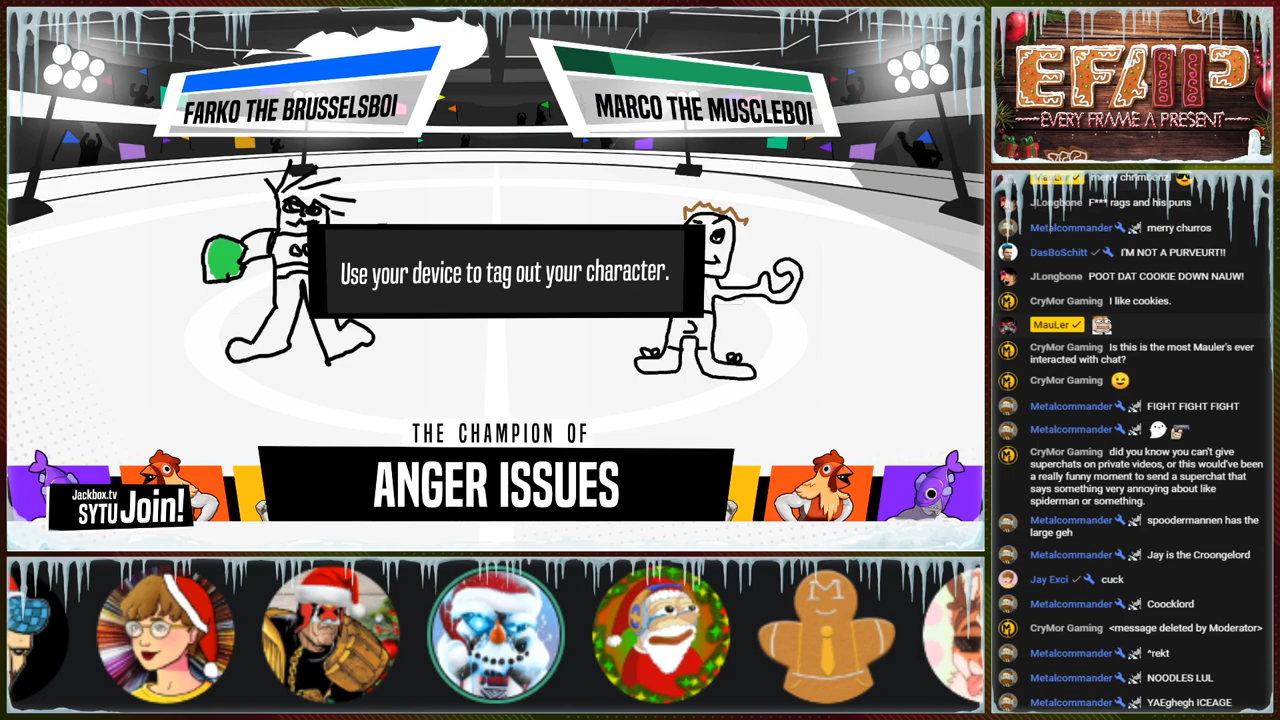 FARKO THE BRUSSELSBOI
MARCO THE MUSCLEBOI
Use your device to tag out your character.
THE CHAMPION OF
ANGER ISSUES
Jackbox.tv
SYTU Join!
EFAP
EVERY FRAME A PRESENT
merry chrimbonzi
JLongbone F*** rags and his puns
Metalcommander merry churros
DasBoSchitt I'M NOT A PURVEURT!!
JLongbone POOT DAT COOKIE DOWN NAUW!
CryMor Gaming I like cookies.
MauLer
CryMor Gaming Is this is the most Mauler's ever
interacted with chat?
CryMor Gaming
Metalcommander FIGHT FIGHT FIGHT
Metalcommander
CryMor Gaming did you know you can't give
superchats on private videos, or this would've been
a really funny moment to send a superchat that
says something very annoying about like
spiderman or something.
Metalcommander spoodermannen has the
large geh
Metalcommander Jay is the Croongelord
Jay Exci cuck
Metalcommander Coocklord
CryMor Gaming <message deleted by Moderator>
Metalcommander ^rekt
Metalcommander NOODLES LUL
Metalcommander YAEghegh ICEAGE
M